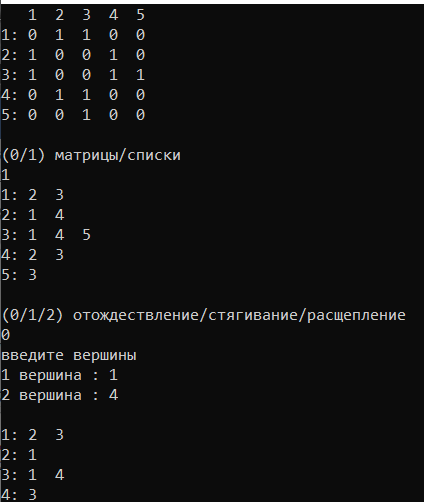 1 2 3 4 5
1: 0 1 1 0 0
2: 1 0 0 1 0
3: 1 0 0 1 1
4: 0 1 1 0 0
5: 0 0 1 0 0
(0/1) матрицы/списки
1
1: 2 3
2: 1 4
3: 1 4 5
4: 2 3
5: 3
(0/1/2) отождествление/стягивание/расщепление
0
введите вершины
1 вершина : 1
2 вершина : 4
1: 2 3
2: 1
3: 1 4
4: 3